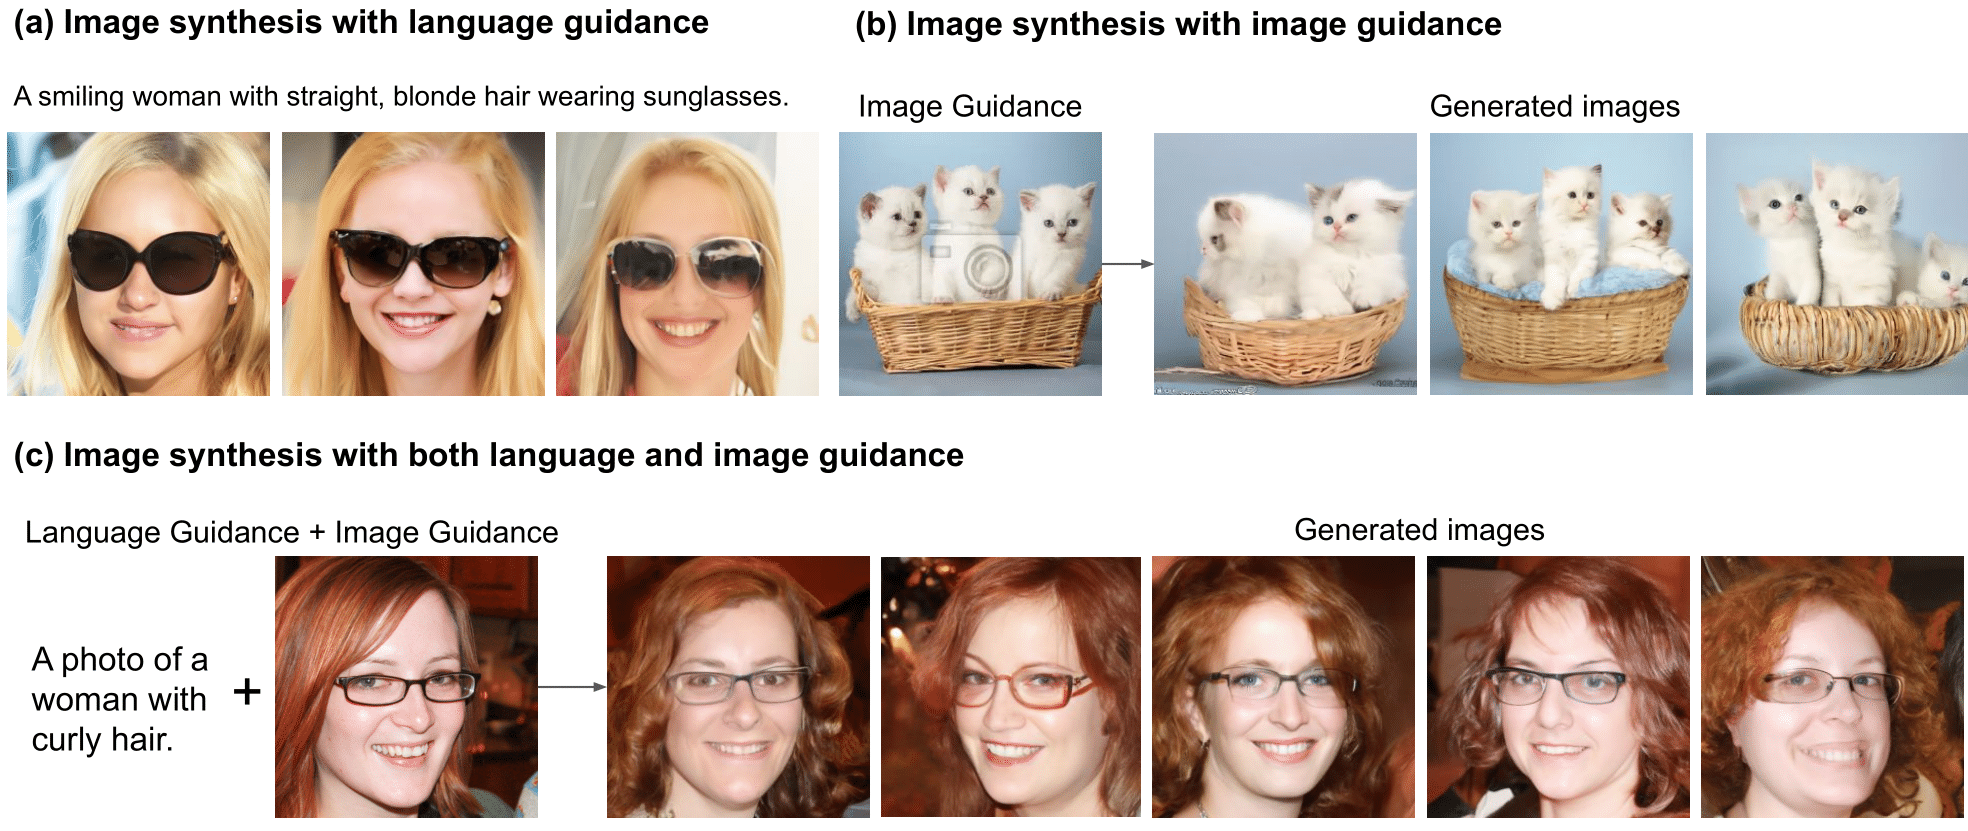 (a) Image synthesis with language guidance
A smiling woman with straight, blonde hair wearing sunglasses.
(b) Image synthesis with image guidance
Image Guidance
Generated images
(c) Image synthesis with both language and image guidance
Language Guidance + Image Guidance
Generated images
A photo of a
woman with
curly hair.
+